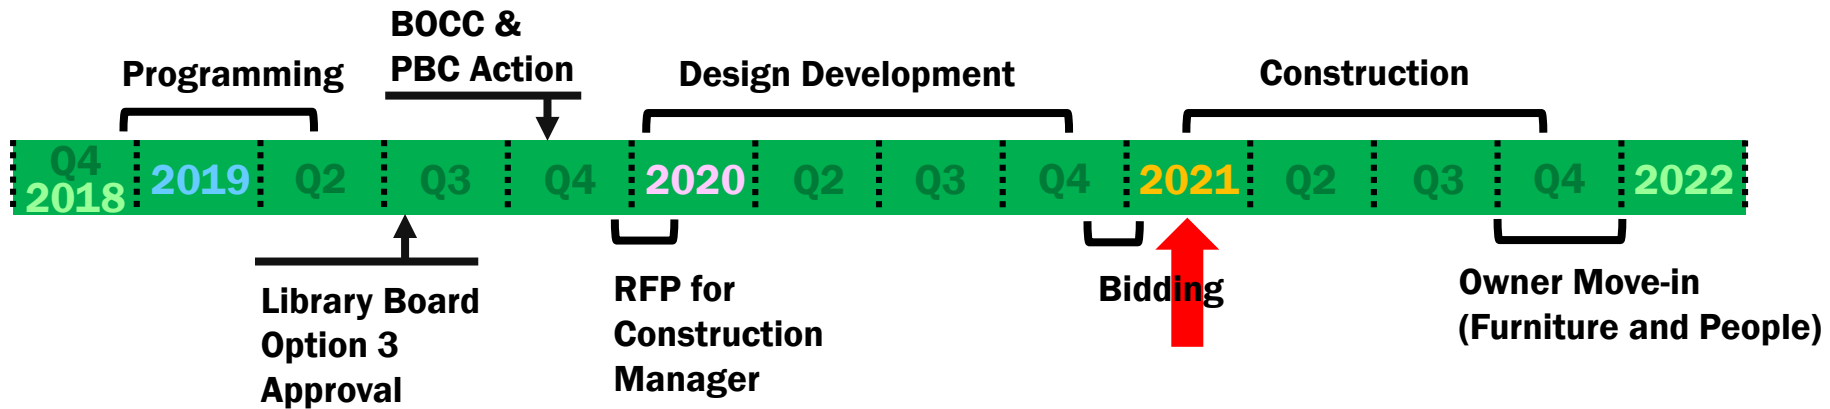 BOCC &
PBC Action
Programming
Design Development
Construction
Q4
2018
2019
Q2
Q3
Q4
2020
Q2
Q3
Q4
2021
Q2
Q3
Q4
2022
Library Board
Option 3
Approval
RFP for
Construction
Manager
Bidding
Owner Move-in
(Furniture and People)